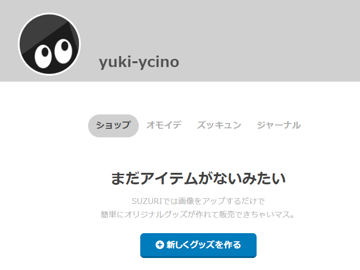 yuki-ycino
ショップ オモイデ ズッキュン ジャーナル
まだアイテムがないみたい
SUZURIでは画像をアップするだけで
簡単にオリジナルグッズが作れて販売できちゃいマス。
新しくグッズを作る